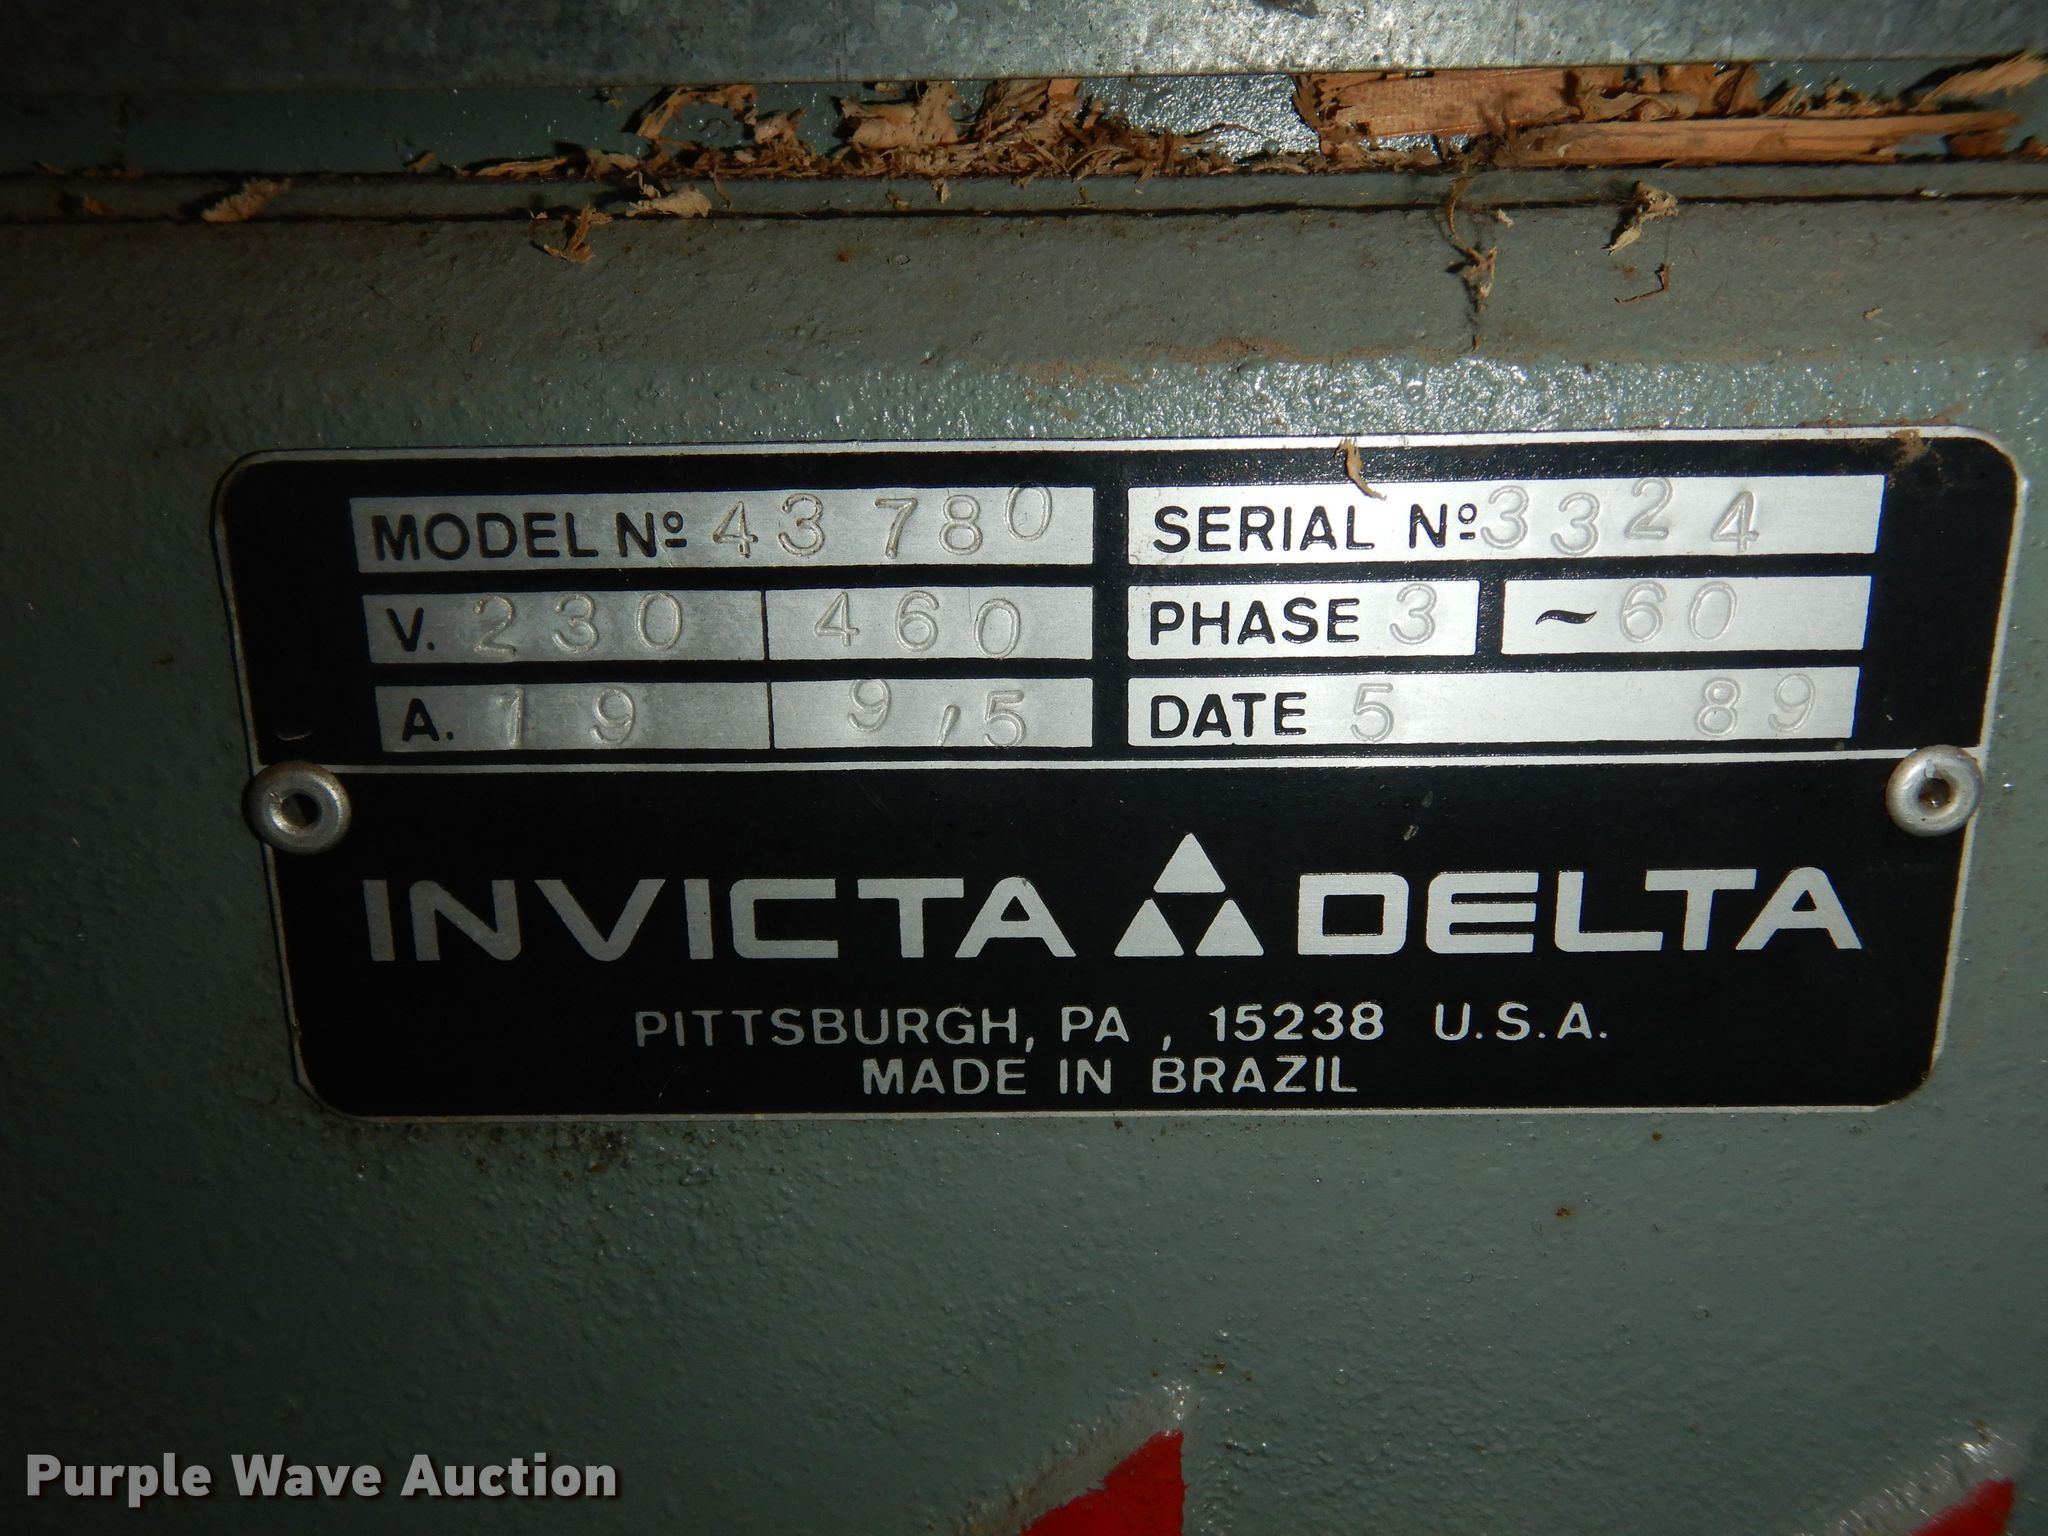 MODEL Nº 43780 SERIAL Nº 3324
V. 230 460 PHASE 3 ~ 60
A. 19 9,5 DATE 5 89
INVICTA DELTA
PITTSBURGH, PA , 15238 U.S.A.
MADE IN BRAZIL
Purple Wave Auction